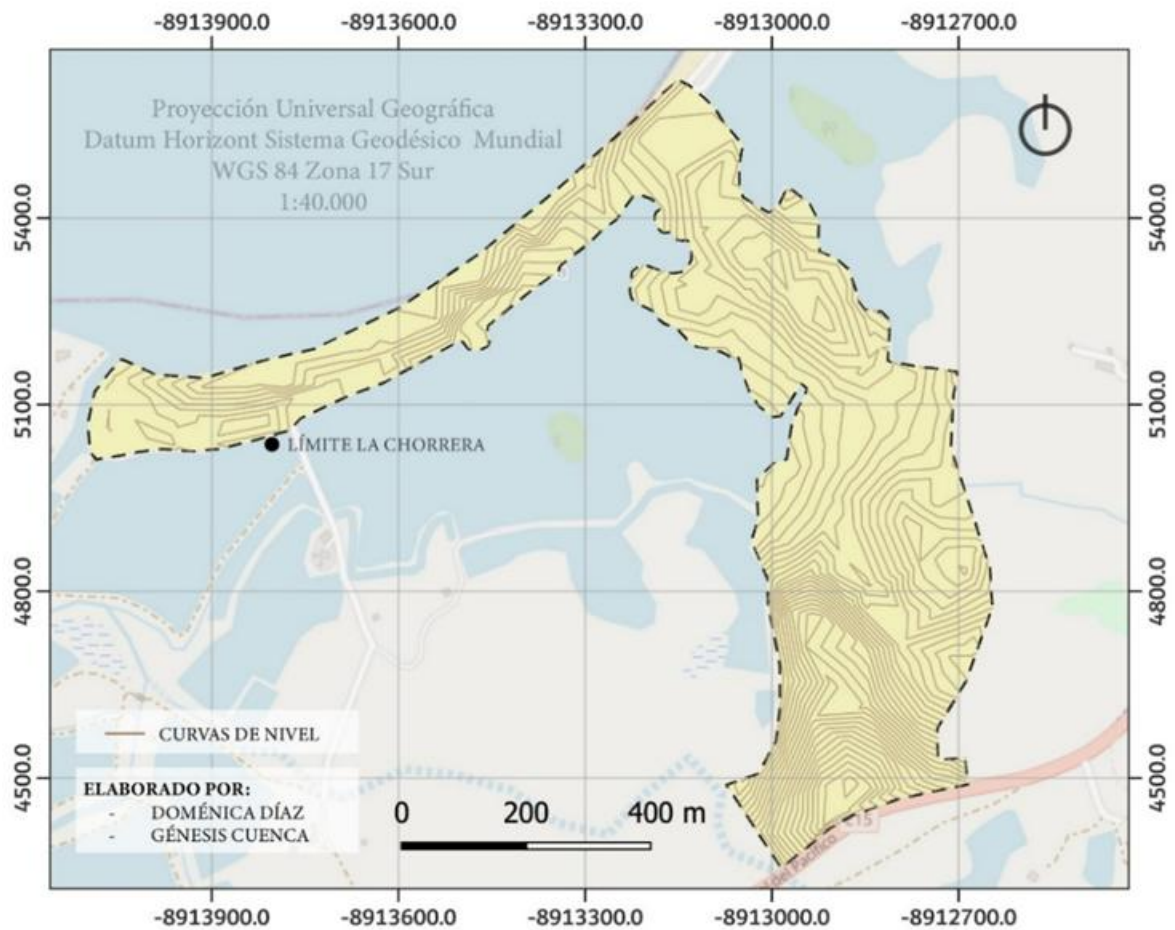 -8913900.0 -8913600.0 -8913300.0 -8913000.0 -8912700.0
Proyección Universal Geográfica
Datum Horizont Sistema Geodésico Mundial
WGS 84 Zona 17 Sur
1:40.000
5400.0 5400.0
5100.0 5100.0
LÍMITE LA CHORRERA
4800.0 4800.0
CURVAS DE NIVEL
4500.0 4500.0
ELABORADO POR:
- DOMÉNICA DÍAZ
- GÉNESIS CUENCA
0 200 400 m
del Pacífico
-8913900.0 -8913600.0 -8913300.0 -8913000.0 -8912700.0